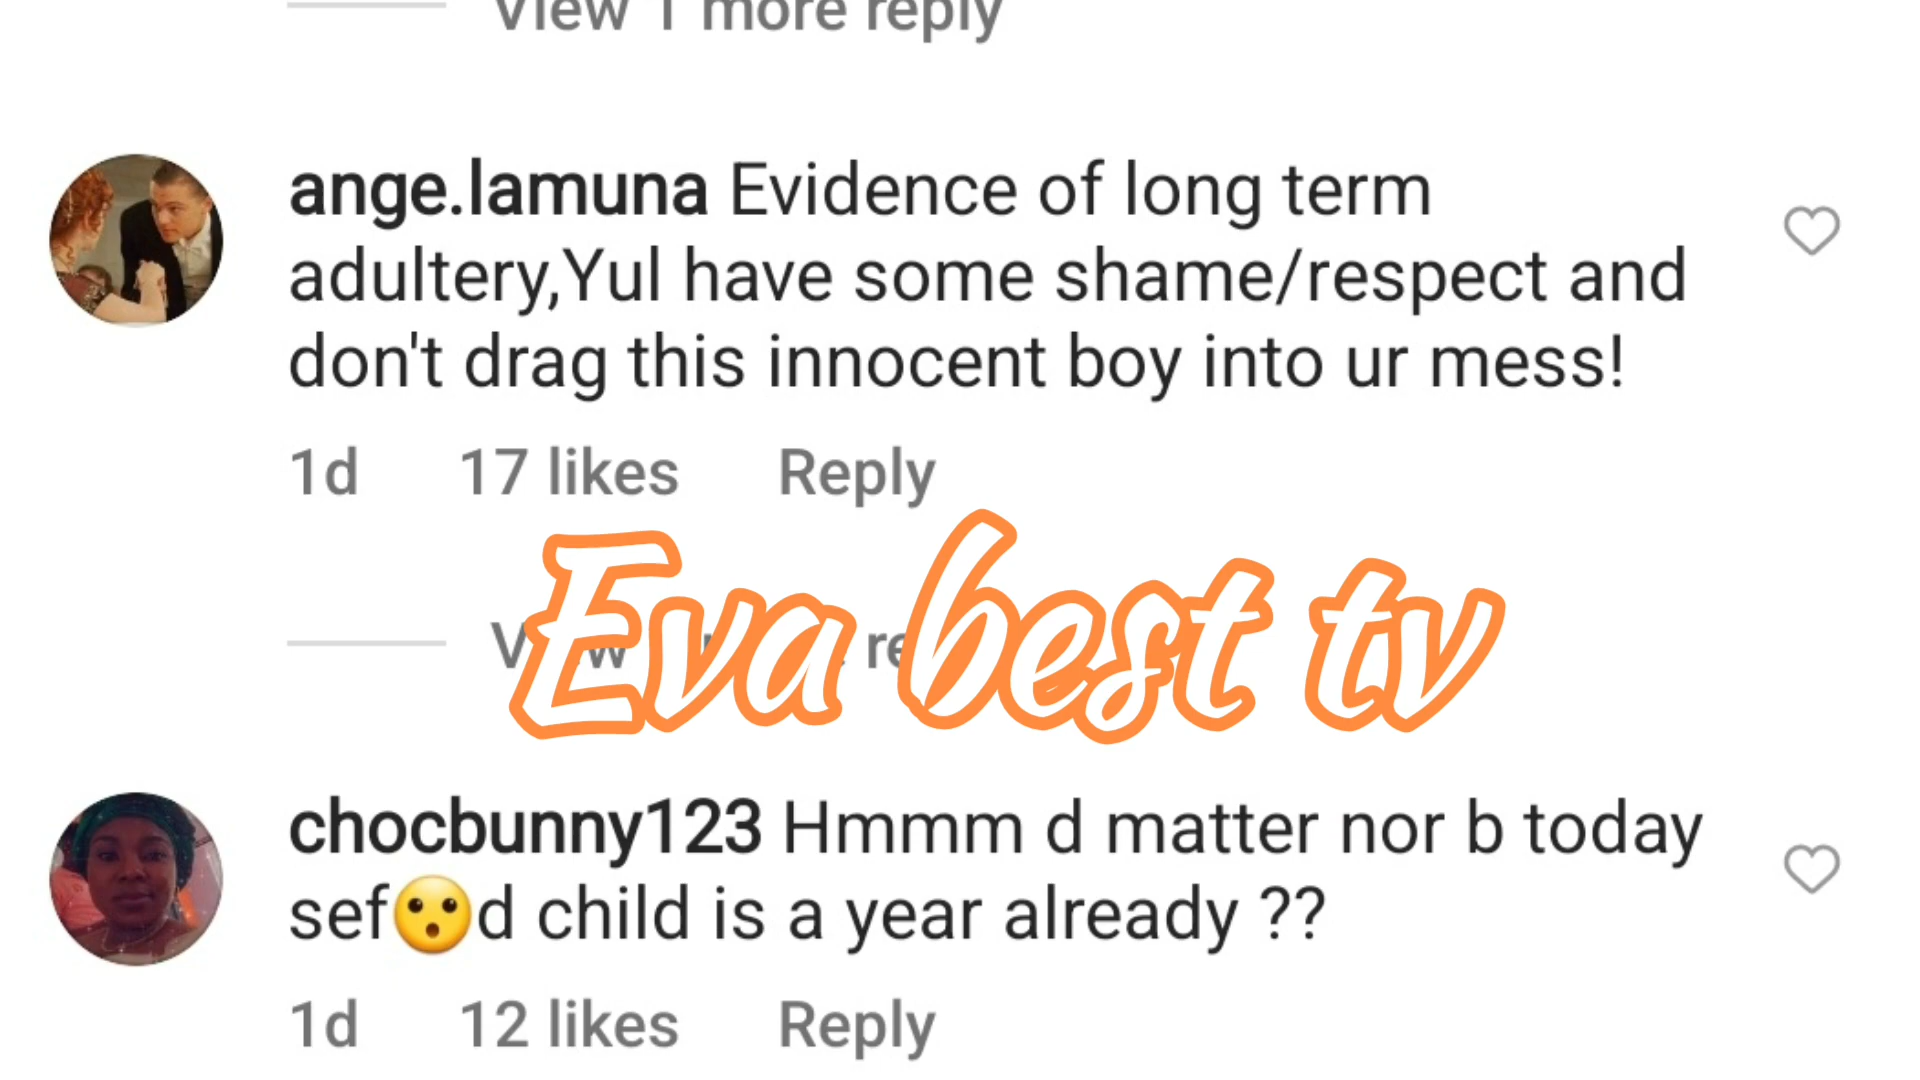 View 1 more reply
ange.lamuna Evidence of long term
adultery,Yul have some shame/respect and
don't drag this innocent boy into ur mess!
1d 17 likes Reply
Eva best tv
chocbunny123 Hmmm d matter nor b today
sef😮d child is a year already ??
1d 12 likes Reply